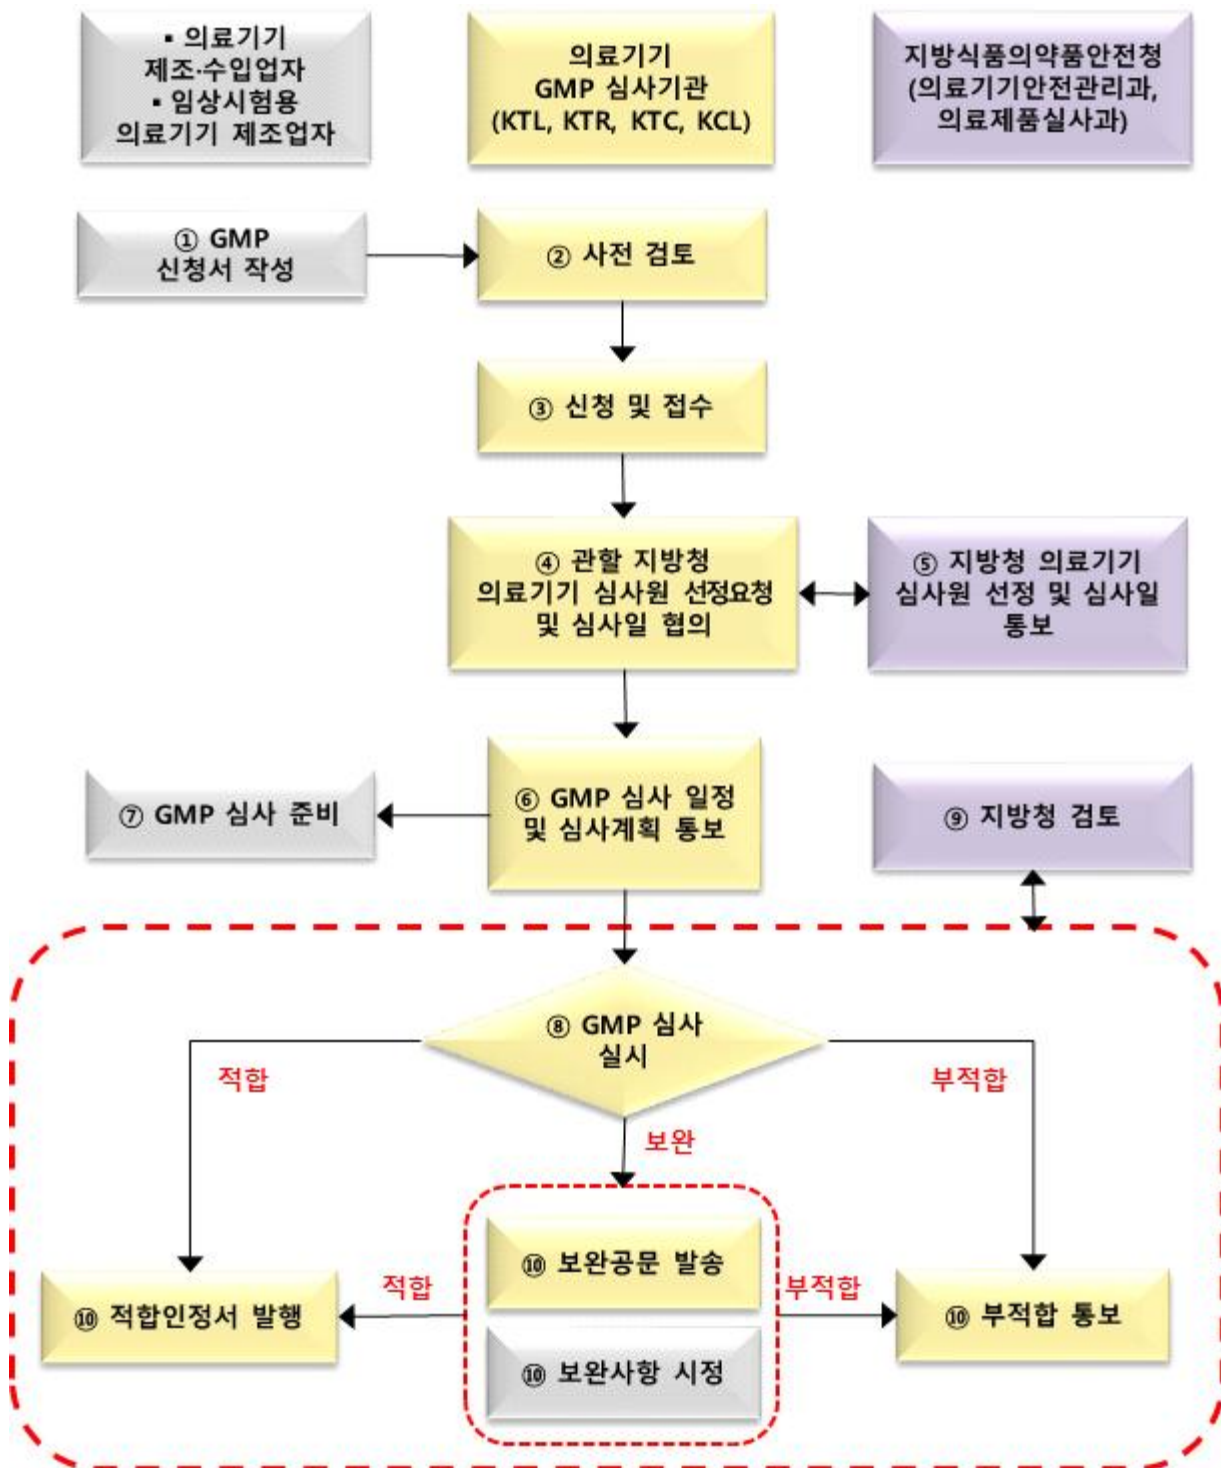 ▪ 의료기기
제조·수입업자
▪ 임상시험용
의료기기 제조업자
의료기기
GMP 심사기관
(KTL, KTR, KTC, KCL)
지방식품의약품안전청
(의료기기안전관리과,
의료제품실사과)
① GMP
신청서 작성
② 사전 검토
③ 신청 및 접수
④ 관할 지방청
의료기기 심사원 선정요청
및 심사일 협의
⑤ 지방청 의료기기
심사원 선정 및 심사일
통보
⑥ GMP 심사 일정
및 심사계획 통보
⑦ GMP 심사 준비
⑨ 지방청 검토
⑧ GMP 심사
실시
적합
부적합
보완
⑩ 보완공문 발송
적합
부적합
⑩ 적합인정서 발행
⑩ 부적합 통보
⑩ 보완사항 시정